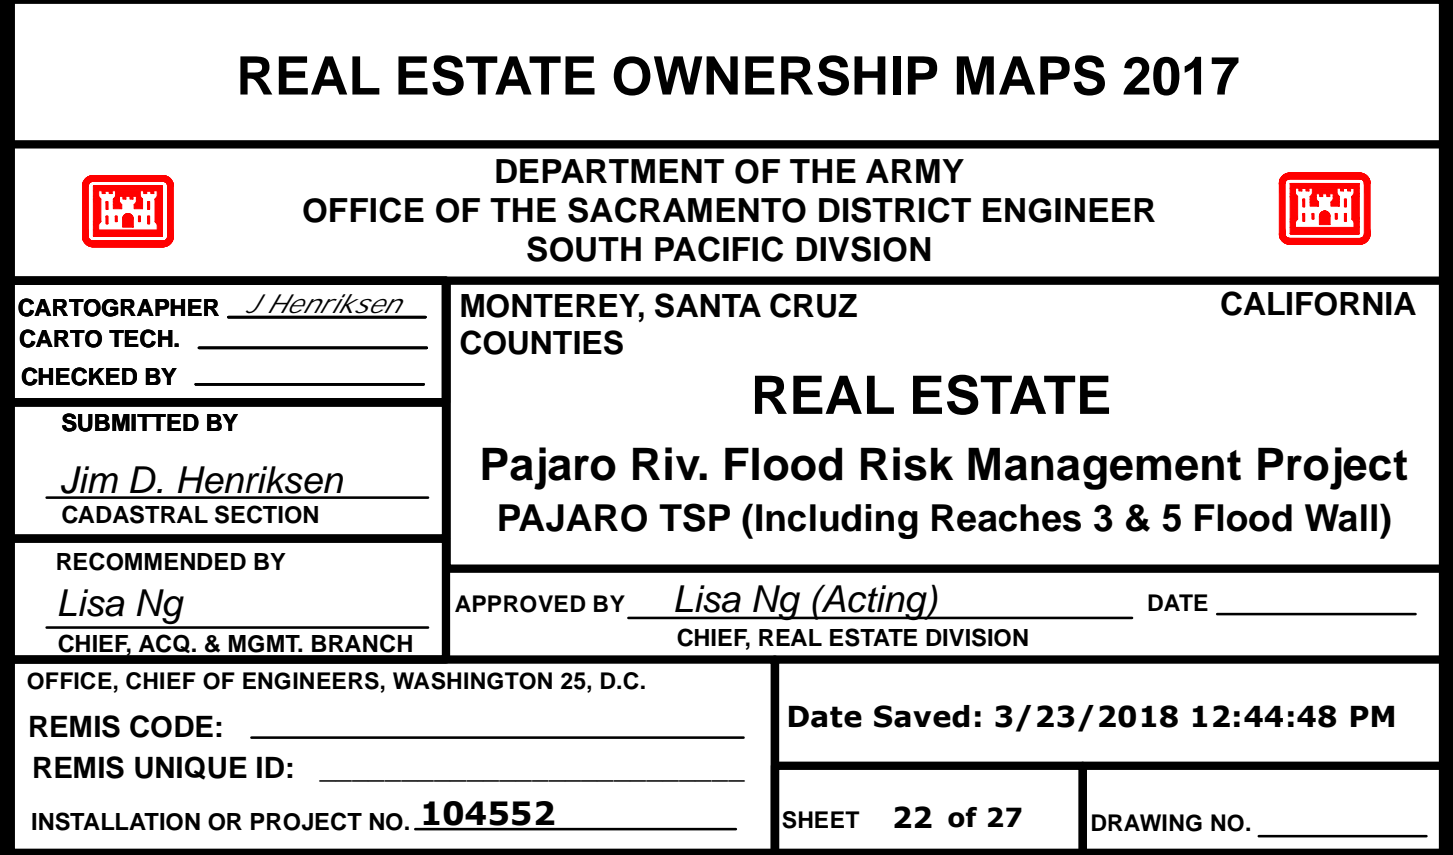 REAL ESTATE OWNERSHIP MAPS 2017
DEPARTMENT OF THE ARMY
OFFICE OF THE SACRAMENTO DISTRICT ENGINEER
SOUTH PACIFIC DIVSION
CARTOGRAPHER J Henriksen
CARTO TECH.
CHECKED BY
SUBMITTED BY
Jim D. Henriksen
CADASTRAL SECTION
RECOMMENDED BY
Lisa Ng
CHIEF, ACQ. & MGMT. BRANCH
MONTEREY, SANTA CRUZ CALIFORNIA
COUNTIES
REAL ESTATE
Pajaro Riv. Flood Risk Management Project
PAJARO TSP (Including Reaches 3 & 5 Flood Wall)
APPROVED BY Lisa Ng (Acting) DATE
CHIEF, REAL ESTATE DIVISION
OFFICE, CHIEF OF ENGINEERS, WASHINGTON 25, D.C.
REMIS CODE:
REMIS UNIQUE ID:
INSTALLATION OR PROJECT NO. 104552
Date Saved: 3/23/2018 12:44:48 PM
SHEET 22 of 27
DRAWING NO.